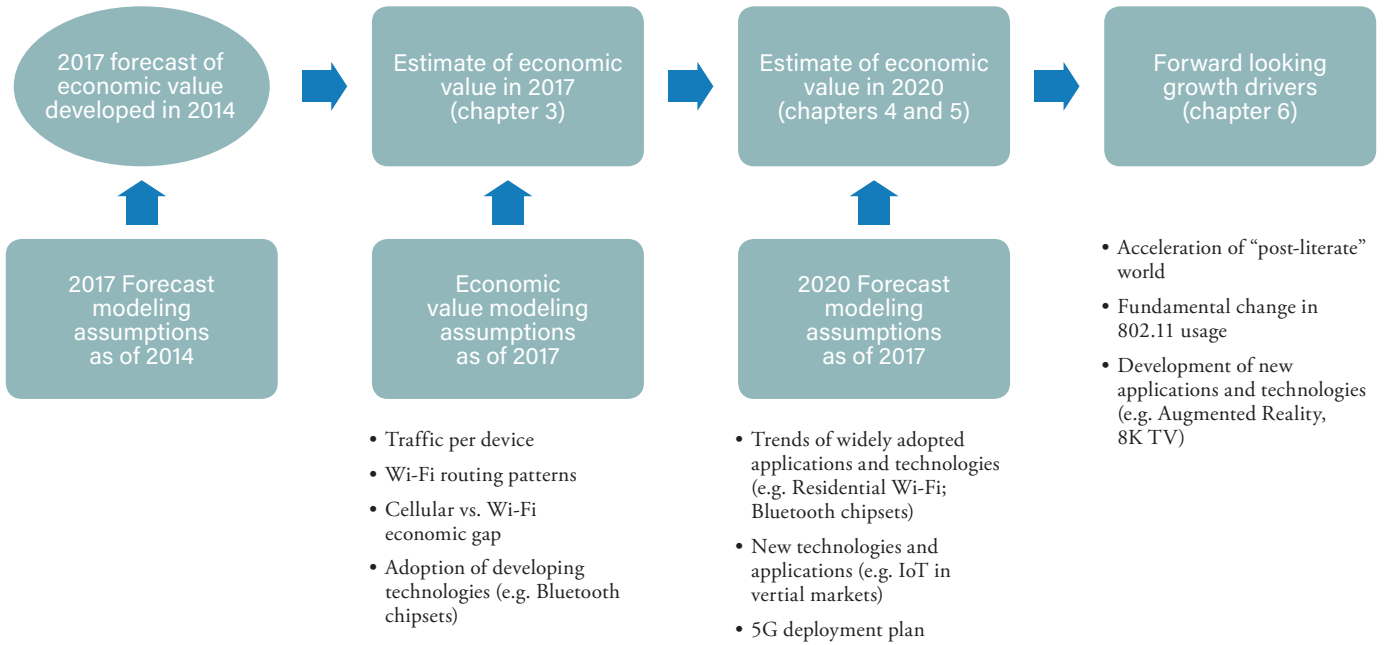 2017 forecast of
economic value
developed in 2014
Estimate of economic
value in 2017
(chapter 3)
Estimate of economic
value in 2020
(chapters 4 and 5)
Forward looking
growth drivers
(chapter 6)
2017 Forecast
modeling
assumptions
as of 2014
Economic
value modeling
assumptions
as of 2017
2020 Forecast
modeling
assumptions
as of 2017
• Acceleration of “post-literate”
world
• Fundamental change in
802.11 usage
• Development of new
applications and technologies
(e.g. Augmented Reality,
8K TV)
• Traffic per device
• Wi-Fi routing patterns
• Cellular vs. Wi-Fi
economic gap
• Adoption of developing
technologies (e.g. Bluetooth
chipsets)
• Trends of widely adopted
applications and technologies
(e.g. Residential Wi-Fi;
Bluetooth chipsets)
• New technologies and
applications (e.g. IoT in
vertial markets)
• 5G deployment plan